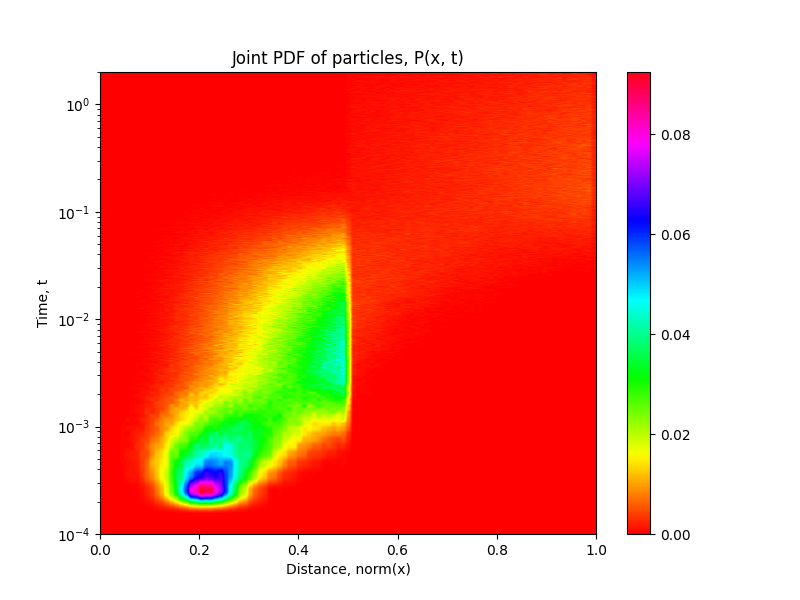 Joint PDF of particles, P(x, t)
10⁰
10⁻¹
10⁻²
10⁻³
10⁻⁴
Time, t
0.0 0.2 0.4 0.6 0.8 1.0
Distance, norm(x)
0.08
0.06
0.04
0.02
0.00